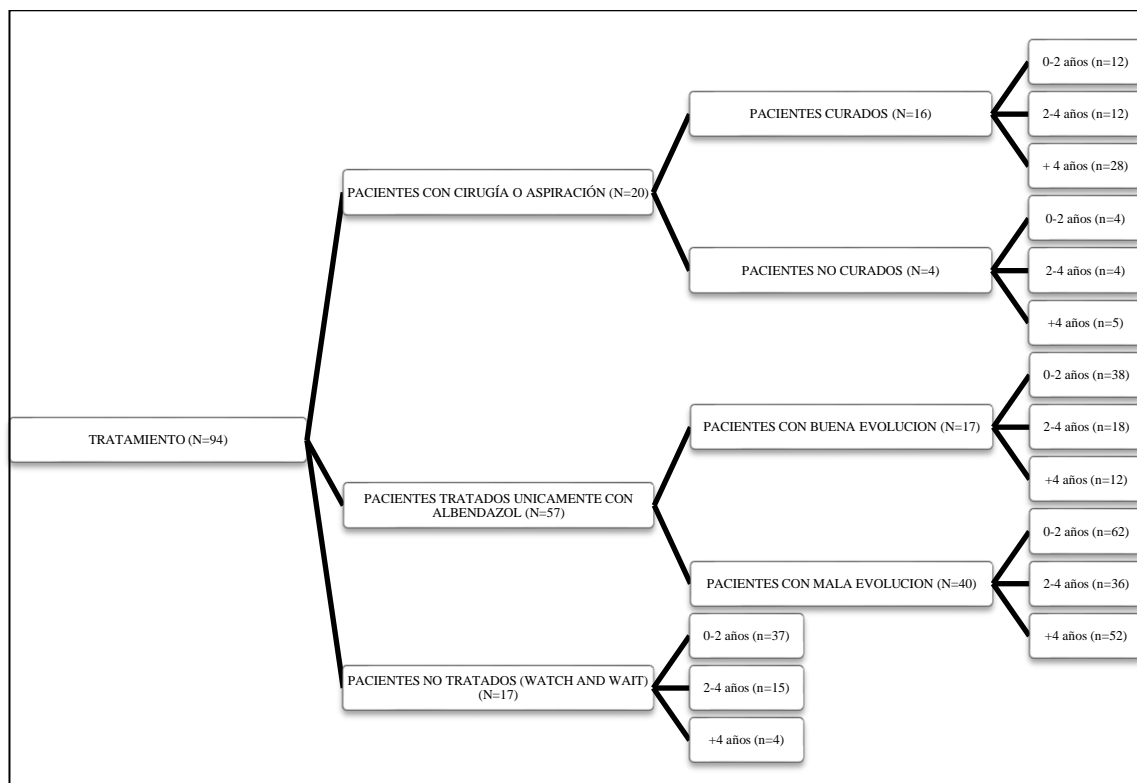 TRATAMIENTO (N=94)
PACIENTES CON CIRUGÍA O ASPIRACIÓN (N=20)
PACIENTES CURADOS (N=16)
0-2 años (n=12)
2-4 años (n=12)
+ 4 años (n=28)
PACIENTES NO CURADOS (N=4)
0-2 años (n=4)
2-4 años (n=4)
+4 años (n=5)
PACIENTES TRATADOS UNICAMENTE CON
ALBENDAZOL (N=57)
PACIENTES CON BUENA EVOLUCION (N=17)
0-2 años (n=38)
2-4 años (n=18)
+4 años (n=12)
PACIENTES CON MALA EVOLUCION (N=40)
0-2 años (n=62)
2-4 años (n=36)
+4 años (n=52)
PACIENTES NO TRATADOS (WATCH AND WAIT)
(N=17)
0-2 años (n=37)
2-4 años (n=15)
+4 años (n=4)